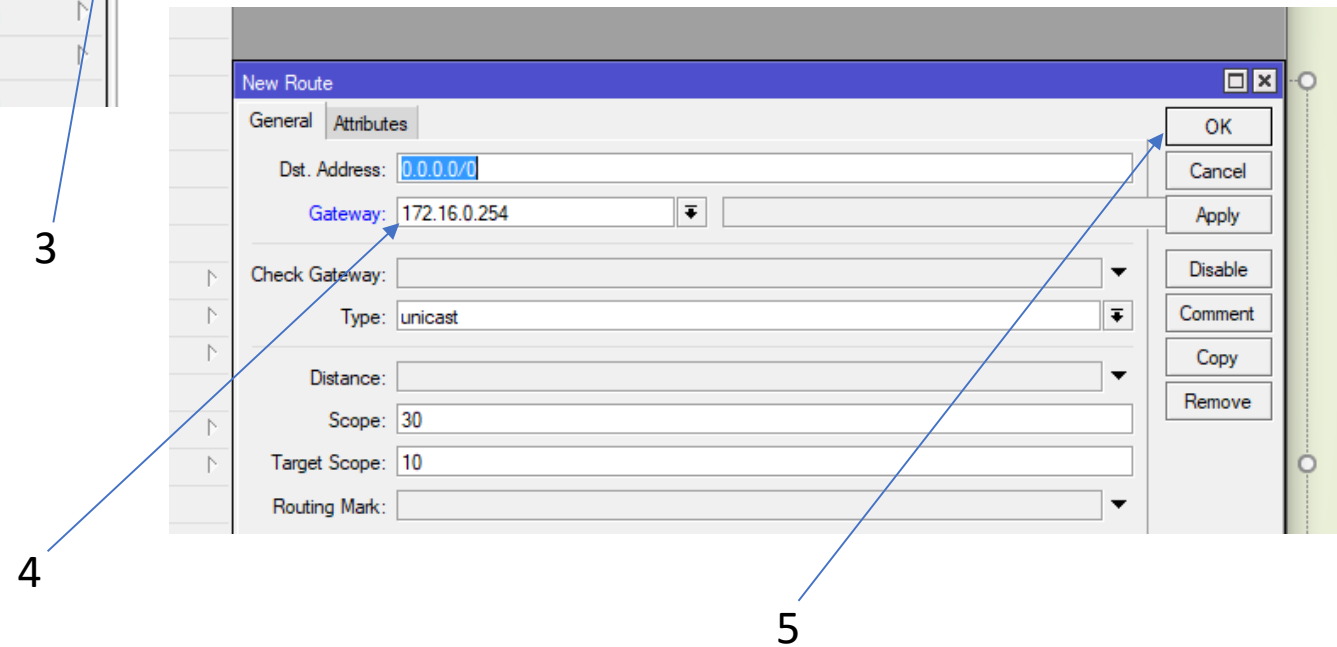 New Route
General Attributes
OK
Dst. Address: 0.0.0.0/0
Cancel
Gateway: 172.16.0.254
Apply
3
Check Gateway:
Disable
Type: unicast
Comment
Copy
Distance:
Remove
Scope: 30
Target Scope: 10
Routing Mark:
4
5